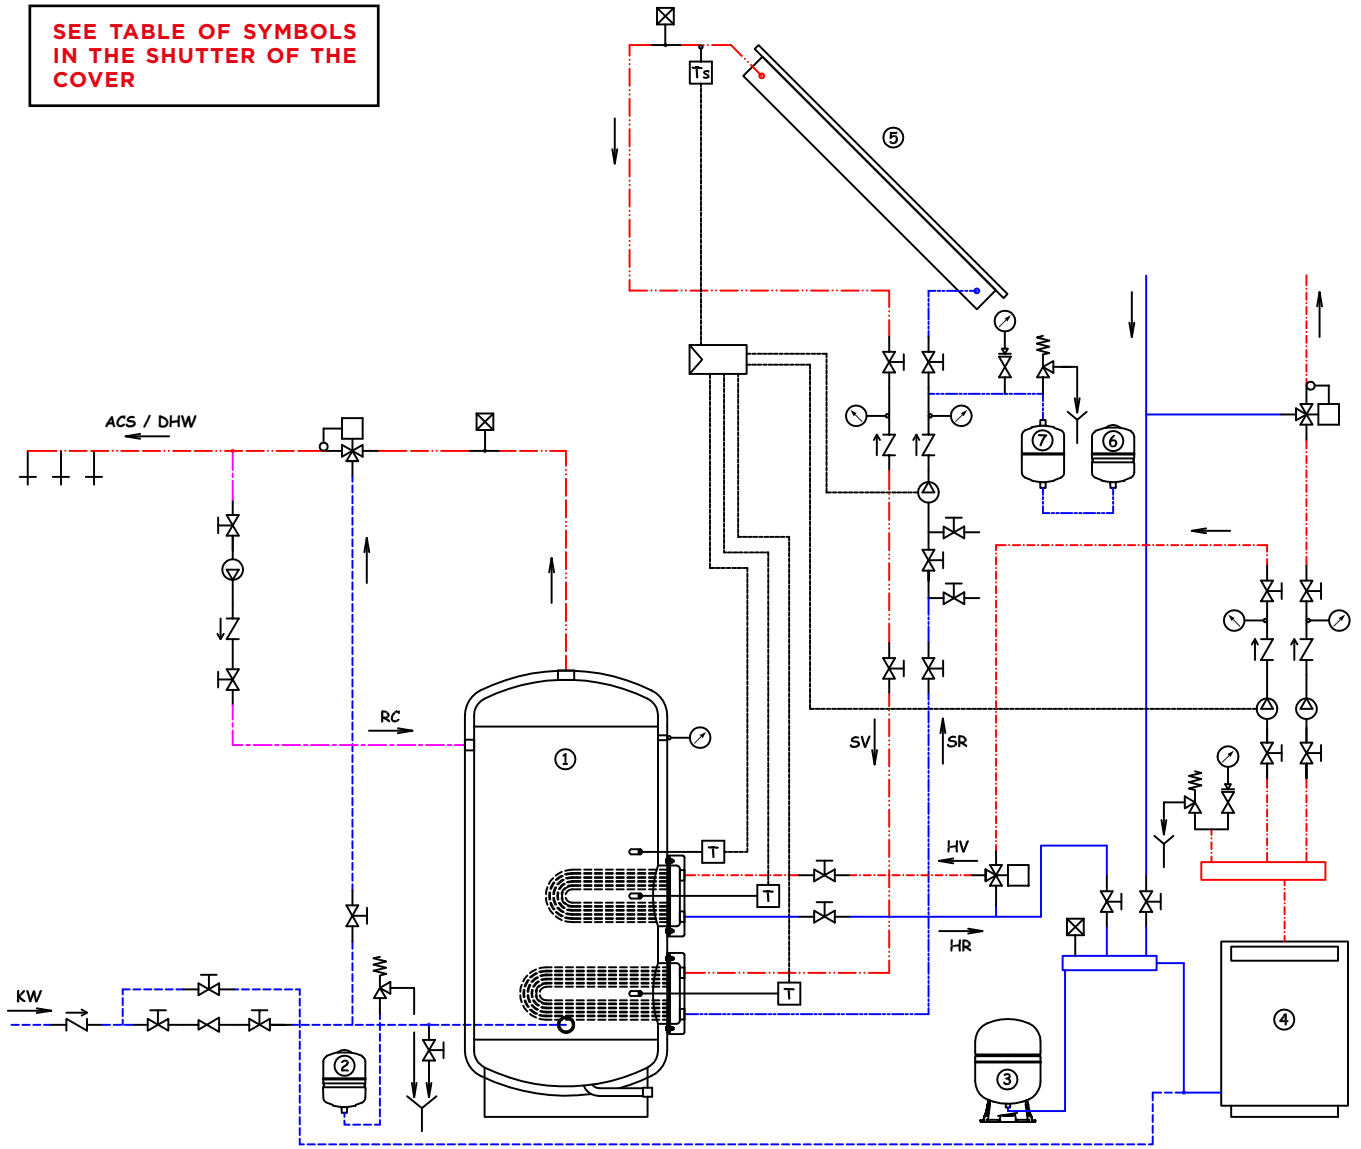 SEE TABLE OF SYMBOLS
IN THE SHUTTER OF THE
COVER
Ts
5
ACS / DHW
7
6
RC
1
SV
SR
T
HV
T
HR
T
KW
2
3
4